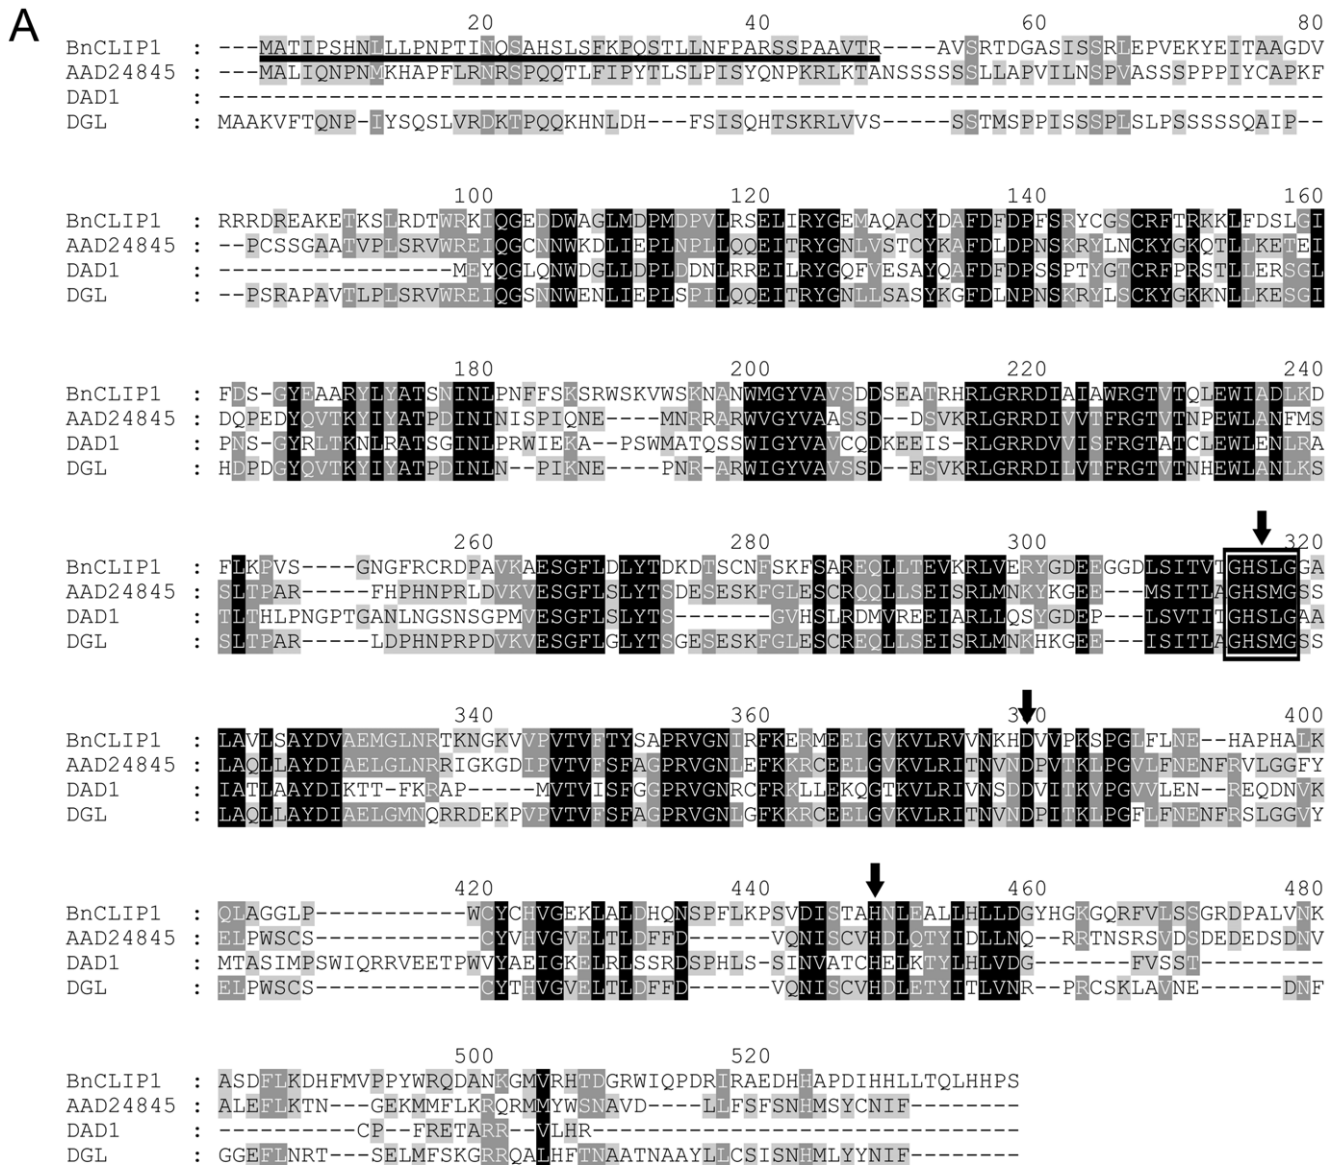 A
20 40 60 80
BnCLIP1 : ---MATIPSHNLLLPNPTINQSAHSLSFKPQSTLLNFPARSSPAAVTR----AVSRTDGASISSRLEPVEKYEITAAGDV
AAD24845 : ---MALIQNPNMKHAPFLRNRSPQQTLFIPYTLSLPISYQNPKRLKTANSSSSSSLLAPVILNSPVASSSPPPIYCAPKF
DAD1 : --------------------------------------------------------------------------------
DGL : MAAKVFTQNP-IYSQSLVRDKTPQQKHNLDH---FSISQHTSKRLVVS-----SSTMSPPISSSPLSLPSSSSSQAIP--
100 120 140 160
BnCLIP1 : RRRDREAKETKSLRDTWRKIQGEDDWAGLMDPMDPVLRSELIRYGEMAQACYDAFDFDPFSRYCGSCRFTRKKLFDSLGI
AAD24845 : --PCSSGAATVPLSRVWREIQGCNNWKDLIEPLNPLLQQEITRYGNLVSTCYKAFDLDPNSKRYLNCKYGKQTLLKETEI
DAD1 : -----------------MEYQGLQNWDGLLDPLDDNLRREILRYGQFVESAYQAFDFDPSSPTYGTCRFPRSTLLERSGL
DGL : --PSRAPAVTLPLSRVWREIQGSNNWENLIEPLSPILQQEITRYGNLLSASYKGFDLNPNSKRYLSCKYGKKNLLKESGI
180 200 220 240
BnCLIP1 : FDS-GYEAARYLYATSNINLPNFFSKSRWSKVWSKNANWMGYVAVSDDSEATRHRLGRRDIAIAWRGTVTQLEWIADLKD
AAD24845 : DQPEDYQVTKYIYATPDININISPIQNE----MNRRARWVGYVAASSD--DSVKRLGRRDIVVTFRGTVTNPEWLANFMS
DAD1 : PNS-GYRLTKNLRATSGINLPRWIEKA--PSWMATQSSWIGYVAVCQDKEEIS-RLGRRDVVISFRGTATCLEWLENLRA
DGL : HDPDGYQVTKYIYATPDINLN--PIKNE----PNR-ARWIGYVAVSSD--ESVKRLGRRDILVTFRGTVTNHEWLANLKS
260 280 300 320
BnCLIP1 : FLKPVS----GNGFRCRDPAVKAESGFLDLYTDKDTSCNFSKFSAREQLLTEVKRLVERYGDEEGGDLSITVTGHSLGGA
AAD24845 : SLTPAR----FHPHNPRLDVKVESGFLSLYTSDESESKFGLESCRQQLLSEISRLMNKYKGEE---MSITLAGHSMGSS
DAD1 : TLTHLPNGPTGANLNGSNSGPMVESGFLSLYTS-------GVHSLRDMVREEIARLLQSYGDEP----LSVTITGHSLGAA
DGL : SLTPAR----LDPHNPRPDVKVESGFLGLYTSGESESKFGLESCREQLLSEISRLMNKHKGEE---ISITLAGHSMGSS
340 360 380 400
BnCLIP1 : LAVLSAYDVAEMGLNRTKNGKVVPVTVFTYSAPRVGNIRFKERMEELGVKVLRVVNKHDVVPKSPGLFLNE--HAPHALK
AAD24845 : LAQLLAYDIAELGLNRRIGKGDIPVTVFSFAGPRVGNLEFKKRCEELGVKVLRITNVNDPVTKLPGVLFNENFRVLGGFY
DAD1 : IATLAAYDIKTT-FKRAP-----MVTVISFGGPRVGNRCFRKLLEKQGTKVLRIVNSDDVITKVPGVVLEN--REQDNVK
DGL : LAQLLAYDIAELGMNQRRDEKPVPVTVFSFAGPRVGNLGFKKRCEELGVKVLRITNVNDPITKLPGFLFNENFRSLGGVY
420 440 460 480
BnCLIP1 : QLAGGLP-----------WCYCHVGEKLALDHQNSPFLKPSVDISTAHNLEALLHLLDGYHGKGQRFVLSSGRDPALVNK
AAD24845 : ELPWSCS------------CYVHVGVELTLDFFD------VQNISCVHDLQTYIDLLNQ--RRTNSRSVDSDEDEDSDNV
DAD1 : MTASIMPSWIQRRVEETPWVYAEIGKELRLSSRDSPHLS-SINVATCHELKTYLHLVDG-------FVSST---------
DGL : ELPWSCS------------CYTHVGVELTLDFFD------VQNISCVHDLETYITLVNR--PRCSKLAVNE------DNF
500 520
BnCLIP1 : ASDFLKDHFMVPPYWRQDANKGMVRHTDGRWIQPDRIRAEDHHAPDIHHLLTQLHHPS
AAD24845 : ALEFLKTN---GEKMMFLKRQRMMYWSNAVD----LLFSFSNHMSYCNIF--------
DAD1 : ----------CP--FRETARR--VLHR-------------------------------
DGL : GGEFLNRT---SELMFSKGRRQALHFTNAATNAAYLLCSISNHMLYYNIF--------